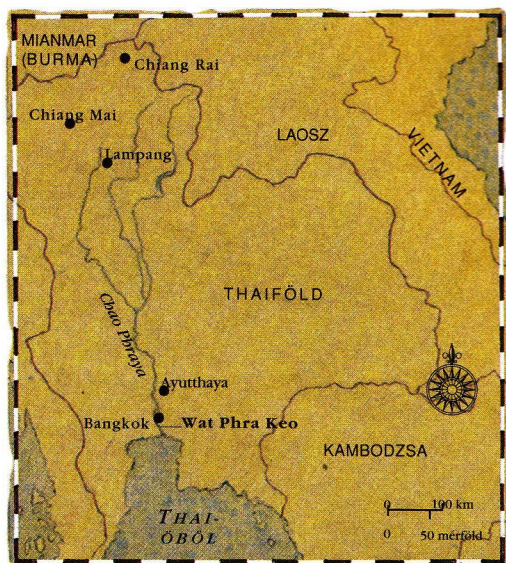 MIANMAR
(BURMA)
Chiang Rai
Chiang Mai
Lampang
LAOSZ
VIETNAM
THAIFÖLD
Chao Phraya
Ayutthaya
Bangkok
Wat Phra Keo
KAMBODZSA
THAI-
ÖBÖL
0 100 km
0 50 mérföld